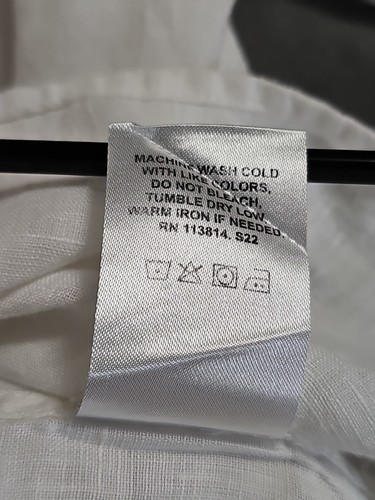 MACHINE WASH COLD
WITH LIKE COLORS,
DO NOT BLEACH,
TUMBLE DRY LOW,
WARM IRON IF NEEDED.
RN 113814. S22